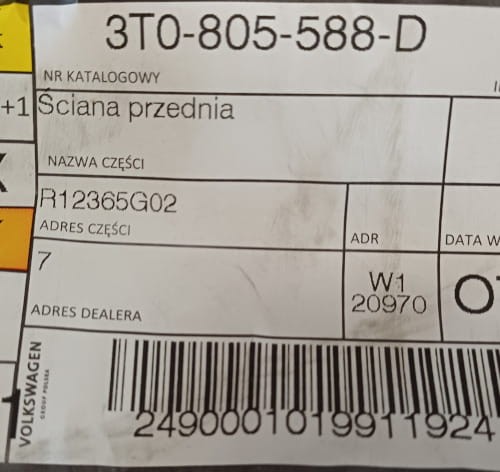 3T0-805-588-D
NR KATALOGOWY
+1 Ściana przednia
NAZWA CZĘŚCI
R12365G02
ADRES CZĘŚCI
ADR
DATA W
7
W1
20970
ADRES DEALERA
VOLKSWAGEN
GROUP POLSKA
2490001019911924